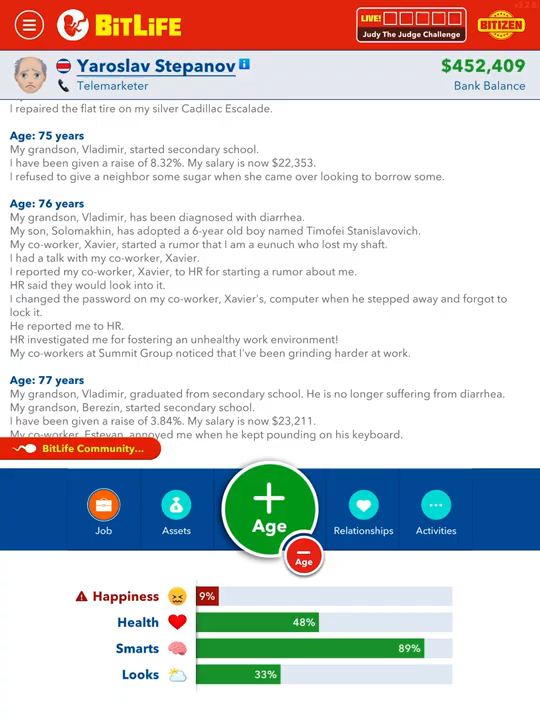 v3.2.8
BitLife
LIVE!
Judy The Judge Challenge
BITIZEN
Yaroslav Stepanov i
$452,409
Telemarketer
Bank Balance
I repaired the flat tire on my silver Cadillac Escalade.
Age: 75 years
My grandson, Vladimir, started secondary school.
I have been given a raise of 8.32%. My salary is now $22,353.
I refused to give a neighbor some sugar when she came over looking to borrow some.
Age: 76 years
My grandson, Vladimir, has been diagnosed with diarrhea.
My son, Solomakhin, has adopted a 6-year old boy named Timofei Stanislavovich.
My co-worker, Xavier, started a rumor that I am a eunuch who lost my shaft.
I had a talk with my co-worker, Xavier.
I reported my co-worker, Xavier, to HR for starting a rumor about me.
HR said they would look into it.
I changed the password on my co-worker, Xavier's, computer when he stepped away and forgot to
lock it.
He reported me to HR.
HR investigated me for fostering an unhealthy work environment!
My co-workers at Summit Group noticed that I've been grinding harder at work.
Age: 77 years
My grandson, Vladimir, graduated from secondary school. He is no longer suffering from diarrhea.
My grandson, Berezin, started secondary school.
I have been given a raise of 3.84%. My salary is now $23,211.
My co-worker, Estevan, annoyed me when he kept pounding on his keyboard.
BitLife Community...
Job
Assets
Age
Relationships
Activities
Age
Happiness
9%
Health
48%
Smarts
89%
Looks
33%